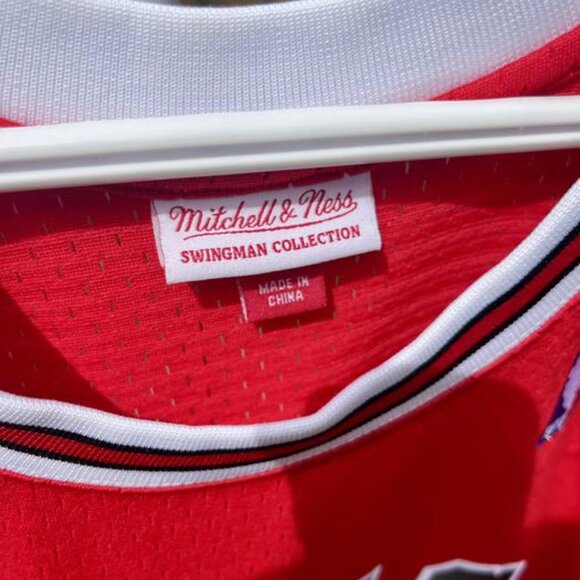 Mitchell & Ness
SWINGMAN COLLECTION
MADE IN
CHINA